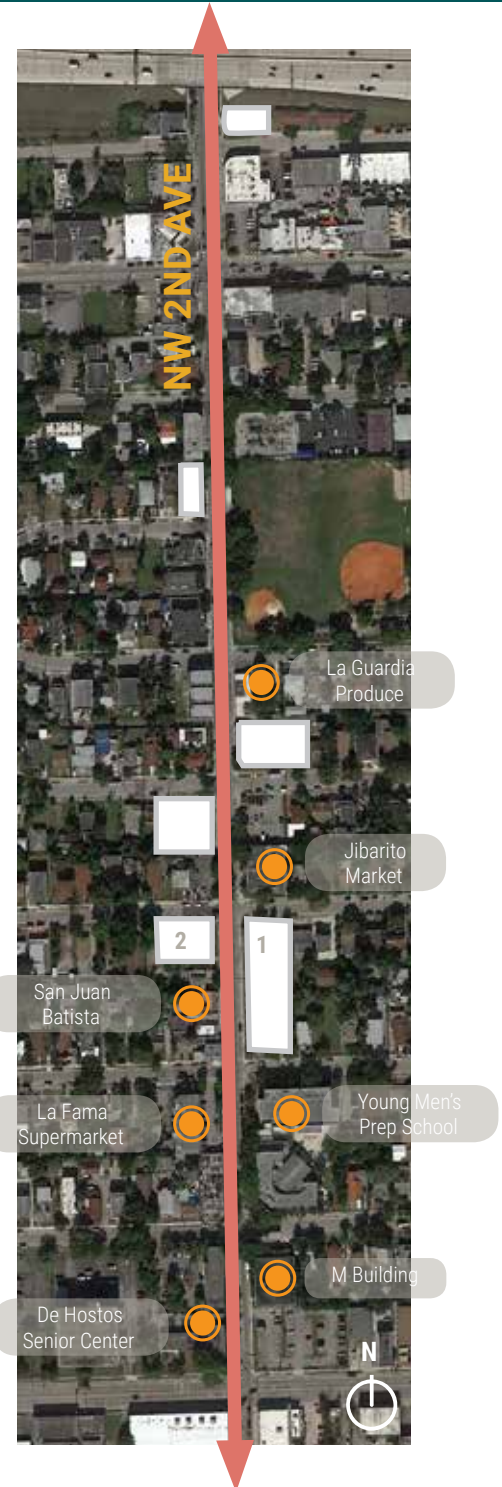 NW 2ND AVE
La Guardia
Produce
Jibarito
Market
2
1
San Juan
Batista
La Fama
Supermarket
Young Men's
Prep School
M Building
De Hostos
Senior Center
N